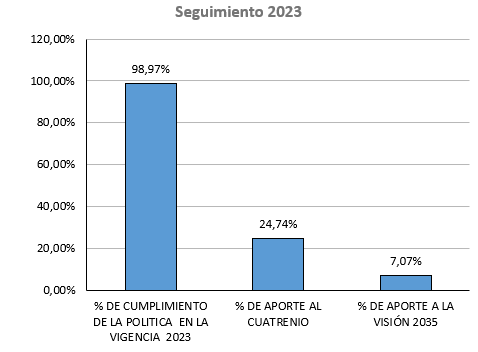 Seguimiento 2023
120,00%
100,00%
80,00%
60,00%
40,00%
20,00%
0,00%
98,97%
24,74%
7,07%
% DE CUMPLIMIENTO
DE LA POLITICA EN LA
VIGENCIA 2023
% DE APORTE AL
CUATRENIO
% DE APORTE A LA
VISIÓN 2035